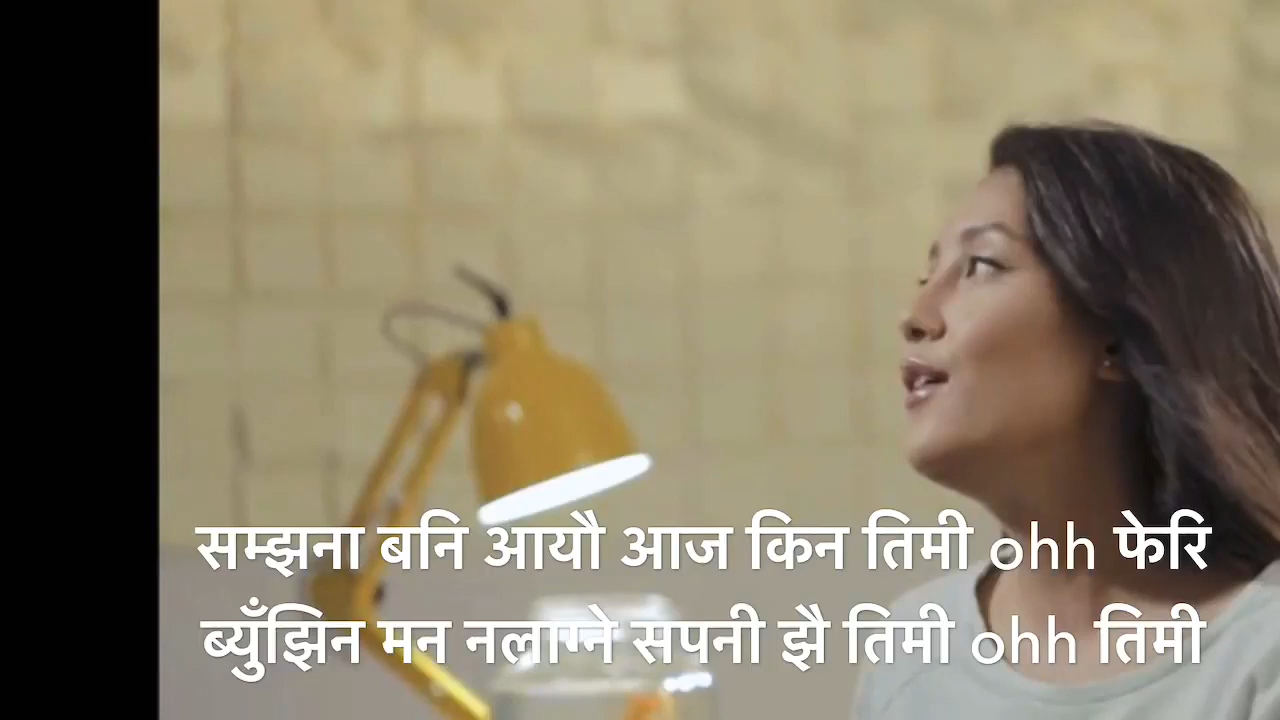 सम्झना बनि आयौ आज किन तिमी ohh फेरि
ब्युँझिन मन नलाग्ने सपनी झै तिमी ohh तिमी